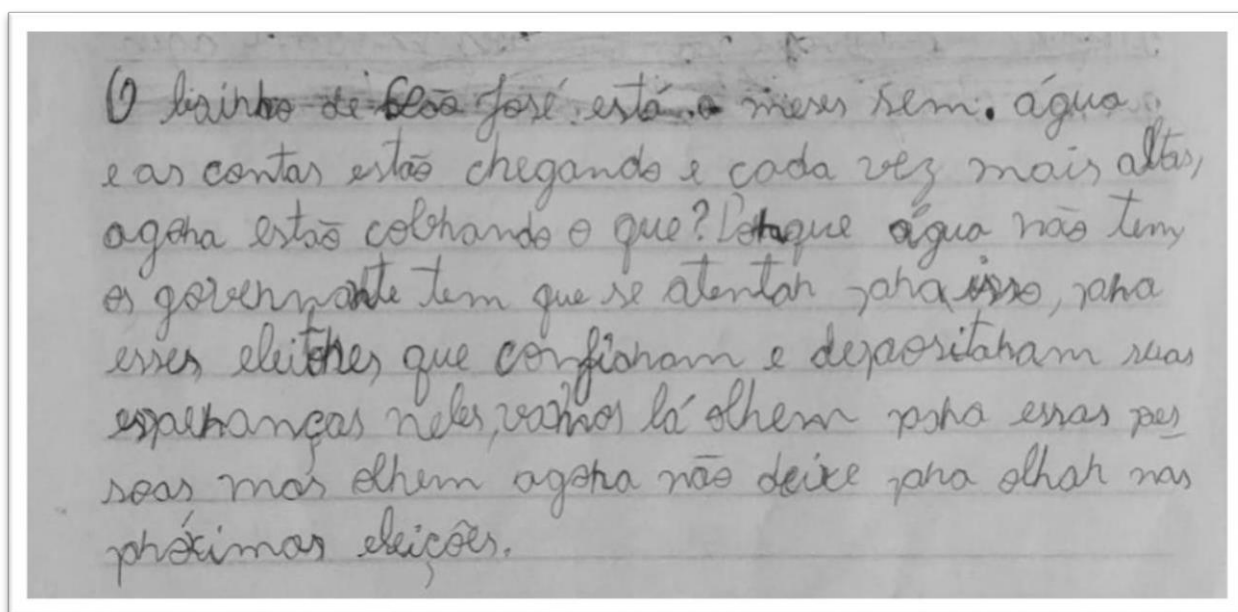 O bairro de São José está a meses sem. água
e as contas estão chegando e cada vez mais altas,
agora estão cobrando o que? Porque água não tem,
os governante tem que se atentar para isso, para
esses eleitores que confiaram e depositaram suas
esperanças neles, vamos lá olhem para essas pes
soas mas olhem agora não deixe para olhar nas
próximas eleições.